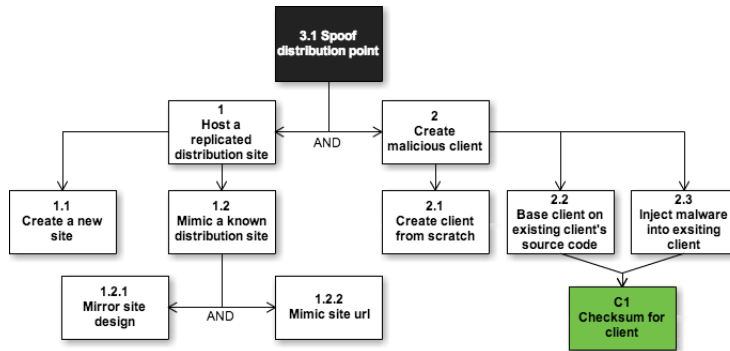 3.1 Spoof
distribution point
1
Host a
replicated
distribution site
AND
2
Create
malicious client
1.1
Create a new
site
1.2
Mimic a known
distribution site
2.1
Create client
from scratch
2.2
Base client on
existing client's
source code
2.3
Inject malware
into exsiting
client
1.2.1
Mirror site
design
AND
1.2.2
Mimic site url
C1
Checksum for
client